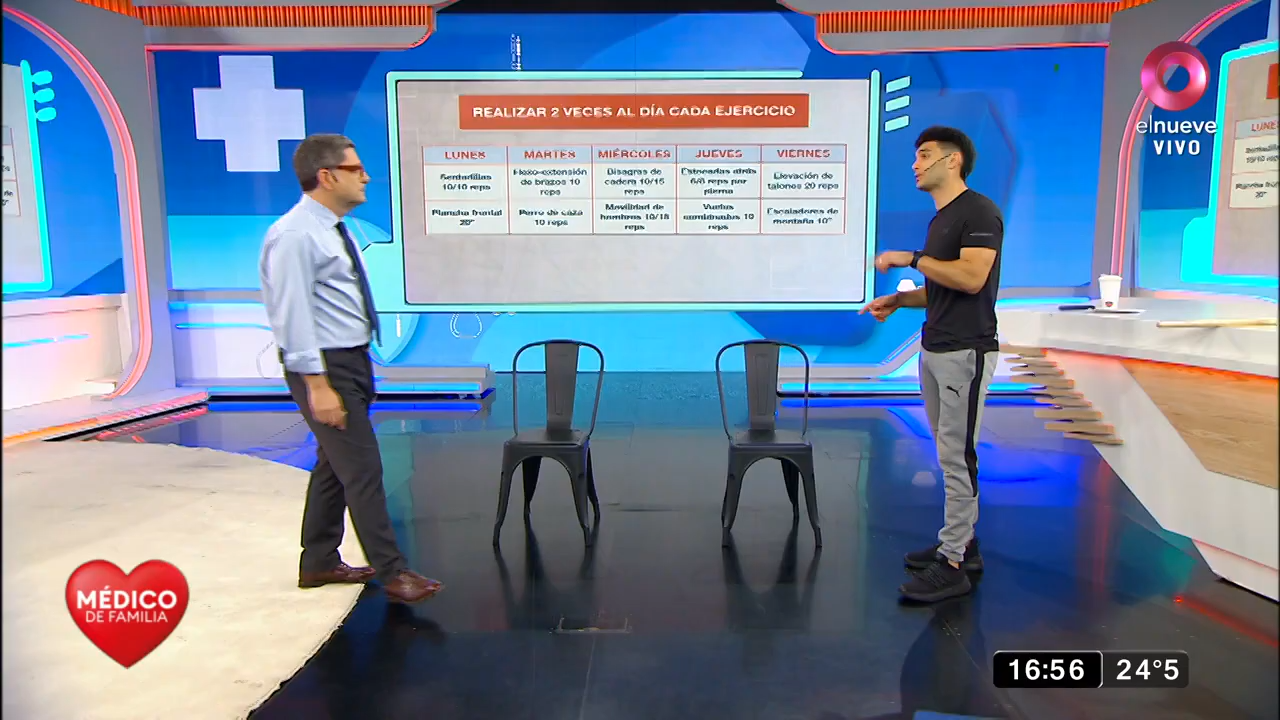 REALIZAR 2 VECES AL DÍA CADA EJERCICIO
LUNES MARTES MIÉRCOLES JUEVES VIERNES
Sentadillas
10/15 reps
Flexo-extensión
de brazos 10
reps
Bisagras de
cadera 10/15
reps
Estocadas atrás
6/8 reps por
pierna
Elevación de
talones 20 reps
Plancha frontal
20"
Perro de caza
10 reps
Movilidad de
hombros 10/15
reps
Vuelos
combinados 10
reps
Escaladores de
montaña 10"
elnueve
VIVO
LUNES
MÉDICO
DE FAMILIA
16:56 24°5